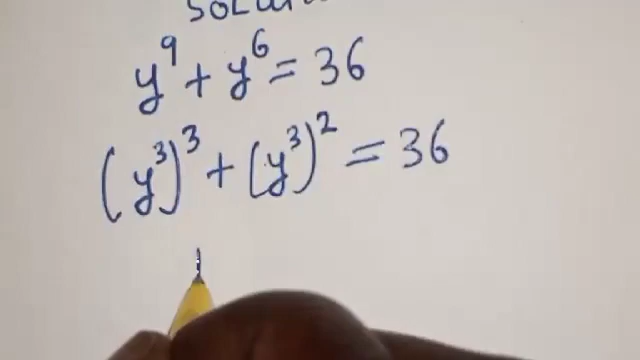 y⁹ + y⁶ = 36
(y³)³ + (y³)² = 36